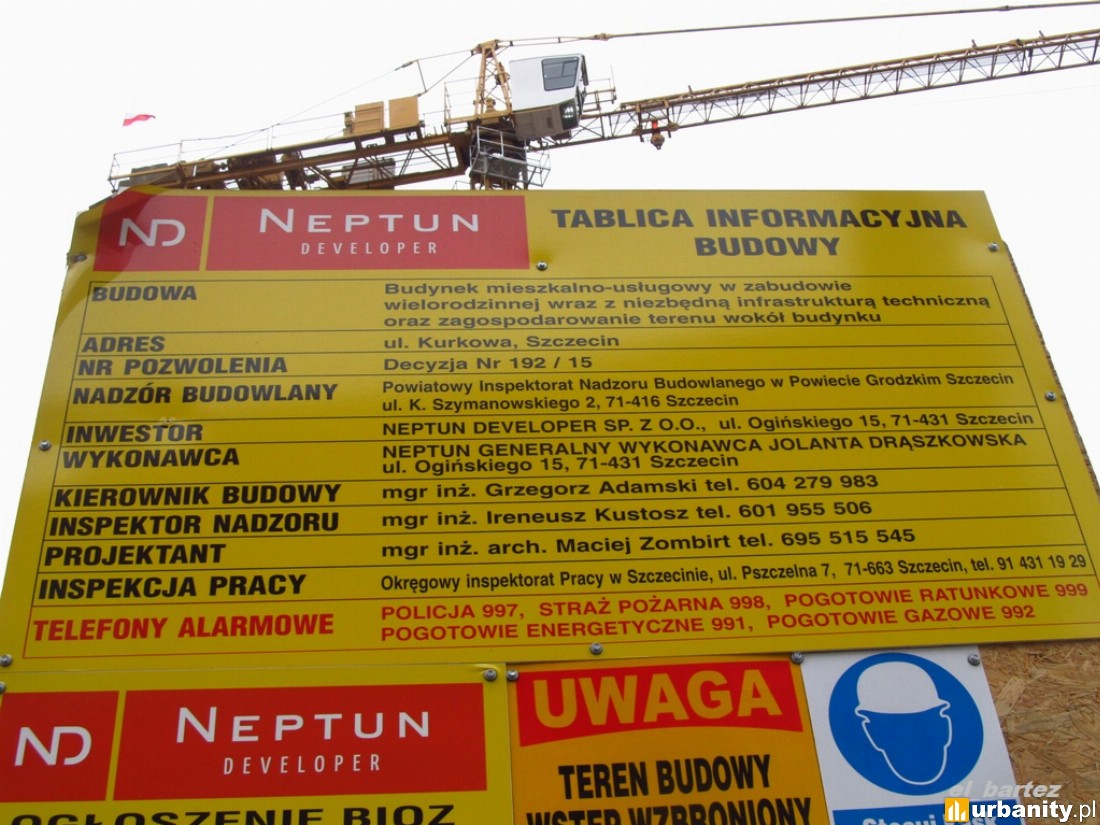 ND NEPTUN
DEVELOPER
TABLICA INFORMACYJNA
BUDOWY
BUDOWA Budynek mieszkalno-usługowy w zabudowie
wielorodzinnej wraz z niezbędną infrastrukturą techniczną
oraz zagospodarowanie terenu wokół budynku
ADRES ul. Kurkowa, Szczecin
NR POZWOLENIA Decyzja Nr 192 / 15
NADZÓR BUDOWLANY Powiatowy Inspektorat Nadzoru Budowlanego w Powiecie Grodzkim Szczecin
ul. K. Szymanowskiego 2, 71-416 Szczecin
INWESTOR NEPTUN DEVELOPER SP. Z O.O., ul. Ogińskiego 15, 71-431 Szczecin
WYKONAWCA NEPTUN GENERALNY WYKONAWCA JOLANTA DRĄSZKOWSKA
ul. Ogińskiego 15, 71-431 Szczecin
KIEROWNIK BUDOWY mgr inż. Grzegorz Adamski tel. 604 279 983
INSPEKTOR NADZORU mgr inż. Ireneusz Kustosz tel. 601 955 506
PROJEKTANT mgr inż. arch. Maciej Zombirt tel. 695 515 545
INSPEKCJA PRACY Okręgowy inspektorat Pracy w Szczecinie, ul. Pszczelna 7, 71-663 Szczecin, tel. 91 431 19 29
TELEFONY ALARMOWE POLICJA 997, STRAŻ POŻARNA 998, POGOTOWIE RATUNKOWE 999
POGOTOWIE ENERGETYCZNE 991, POGOTOWIE GAZOWE 992
ND NEPTUN
DEVELOPER
OGŁOSZENIE BIOZ
UWAGA
TEREN BUDOWY
WSTĘP WZBRONIONY
Stosuj kask
el_bartez
urbanity.pl